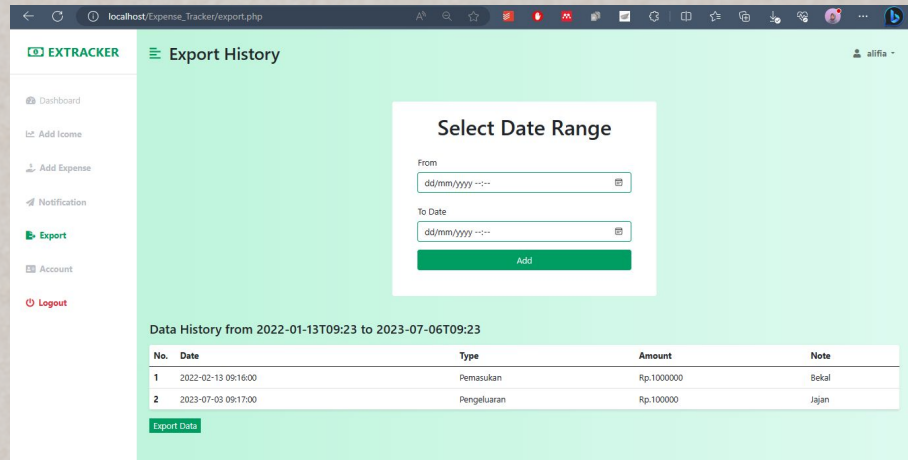 localhost/Expense_Tracker/export.php
EXTRACKER
Export History
alifia
Dashboard
Add Icome
Add Expense
Notification
Export
Account
Logout
Select Date Range
From
dd/mm/yyyy --:--
To Date
dd/mm/yyyy --:--
Add
Data History from 2022-01-13T09:23 to 2023-07-06T09:23
No. Date Type Amount Note
1 2022-02-13 09:16:00 Pemasukan Rp.1000000 Bekal
2 2023-07-03 09:17:00 Pengeluaran Rp.100000 Jajan
Export Data